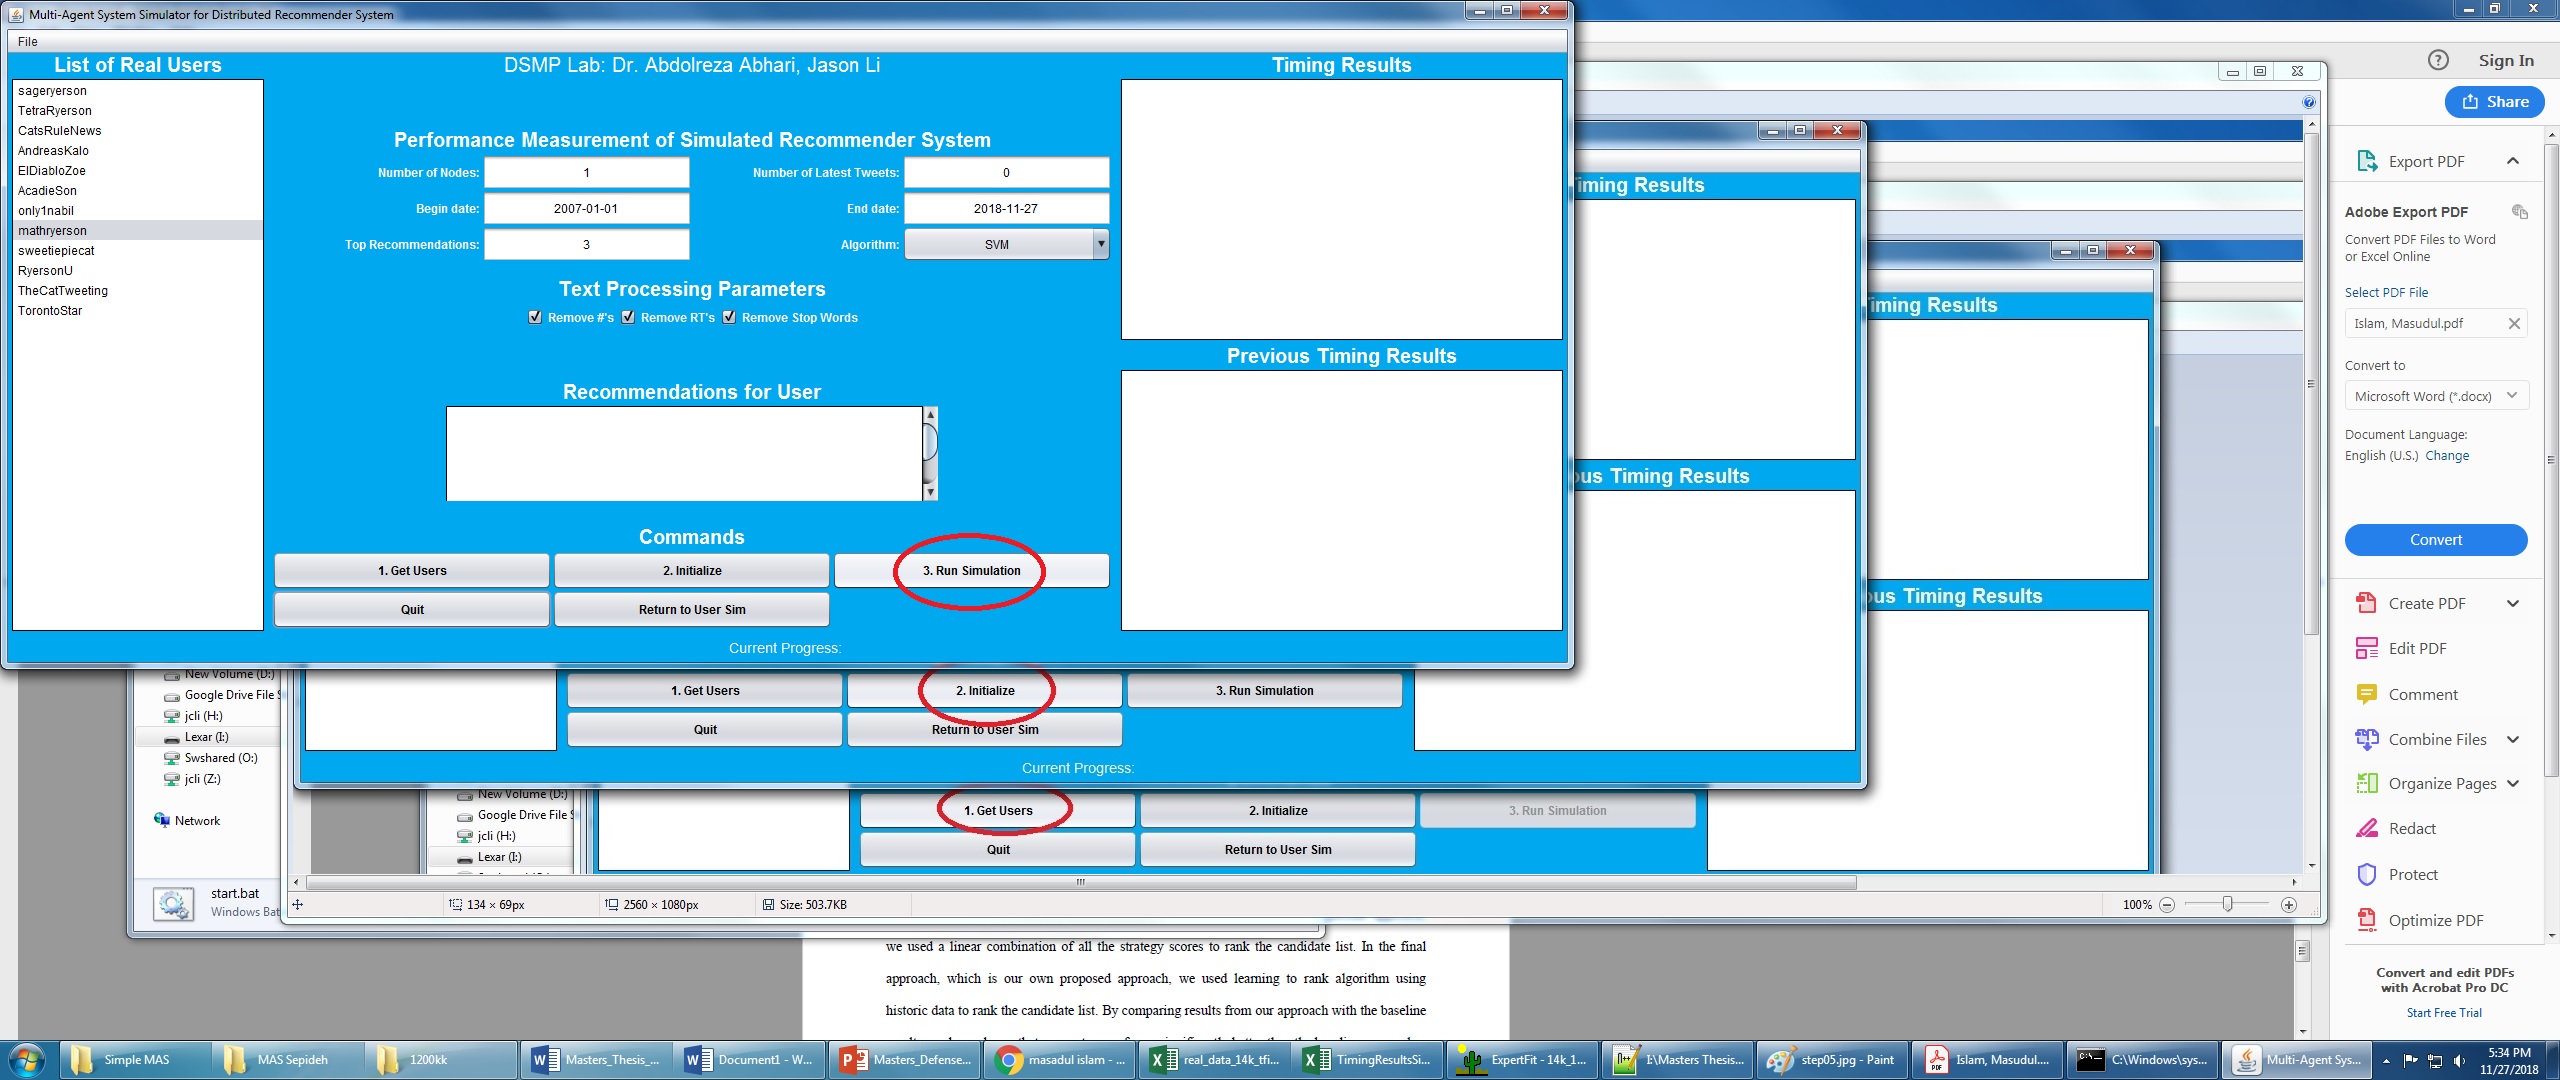 Multi-Agent System Simulator for Distributed Recommender System
File
List of Real Users
sageryerson
TetraRyerson
CatsRuleNews
AndreasKalo
ElDiabloZoe
AcadieSon
only1nabil
mathryerson
sweetiepiecat
RyersonU
TheCatTweeting
TorontoStar
DSMP Lab: Dr. Abdolreza Abhari, Jason Li
Performance Measurement of Simulated Recommender System
Number of Nodes: 1 Number of Latest Tweets: 0
Begin date: 2007-01-01 End date: 2018-11-27
Top Recommendations: 3 Algorithm: SVM
Text Processing Parameters
Remove #'s Remove RT's Remove Stop Words
Recommendations for User
Commands
1. Get Users 2. Initialize 3. Run Simulation
Quit Return to User Sim
Current Progress:
Timing Results
Previous Timing Results
iming Results
ous Timing Results
iming Results
ous Timing Results
1. Get Users 2. Initialize 3. Run Simulation
Quit Return to User Sim
Current Progress:
1. Get Users 2. Initialize 3. Run Simulation
Quit Return to User Sim
New Volume (D:)
Google Drive File S
jcli (H:)
Lexar (I:)
Swshared (O:)
jcli (Z:)
Network
start.bat
Windows Bat
New Volume (D:)
Google Drive File S
jcli (H:)
Lexar (I:)
134 × 69px 2560 × 1080px Size: 503.7KB 100%
we used a linear combination of all the strategy scores to rank the candidate list. In the final
approach, which is our own proposed approach, we used learning to rank algorithm using
historic data to rank the candidate list. By comparing results from our approach with the baseline
Sign In
Share
Export PDF
Adobe Export PDF
Convert PDF Files to Word
or Excel Online
Select PDF File
Islam, Masudul.pdf
Convert to
Microsoft Word (*.docx)
Document Language:
English (U.S.) Change
Convert
Create PDF
Edit PDF
Comment
Combine Files
Organize Pages
Redact
Protect
Optimize PDF
Convert and edit PDFs
with Acrobat Pro DC
Start Free Trial
Simple MAS
MAS Sepideh
1200kk
Masters_Thesis_...
Document1 - W...
Masters_Defense...
masadul islam - ...
real_data_14k_tfi...
TimingResultsSi...
ExpertFit - 14k_1...
I:\Masters Thesis...
step05.jpg - Paint
Islam, Masudul....
C:\Windows\sys...
Multi-Agent Sys...
5:34 PM
11/27/2018